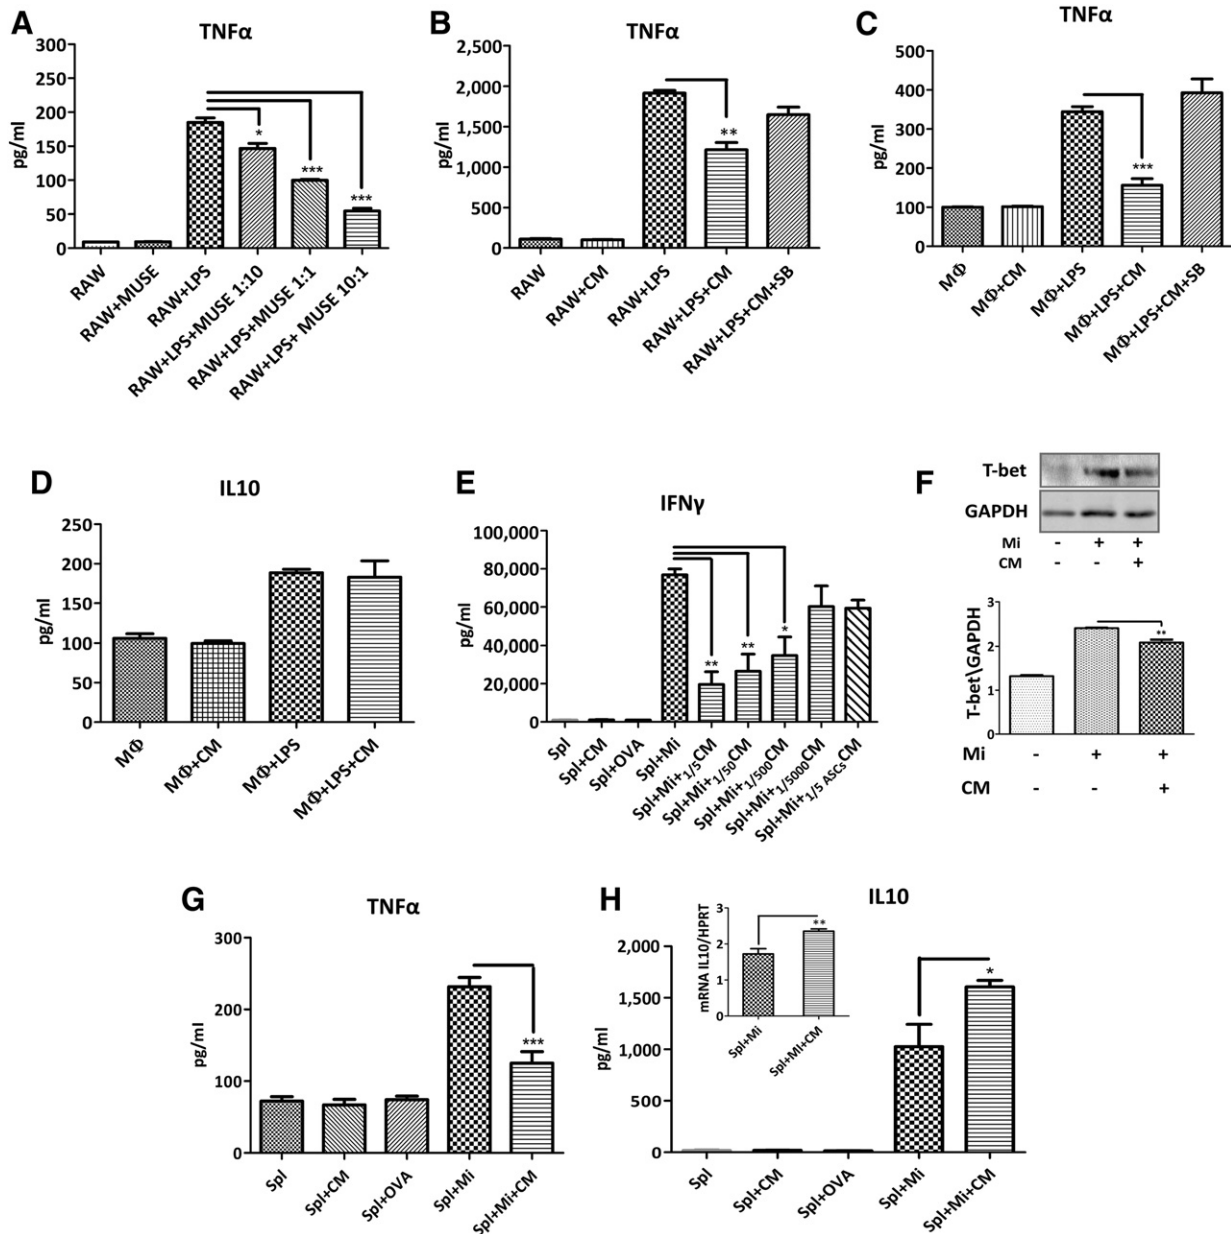 A
TNFα
pg/ml
300
250
200
150
100
50
0
*
***
***
RAW
RAW+MUSE
RAW+LPS
RAW+LPS+MUSE 1:10
RAW+LPS+MUSE 1:1
RAW+LPS+ MUSE 10:1
B
TNFα
pg/ml
2,500
2,000
1,500
1,000
500
0
**
RAW
RAW+CM
RAW+LPS
RAW+LPS+CM
RAW+LPS+CM+SB
C
TNFα
pg/ml
500
400
300
200
100
0
***
MΦ
MΦ+CM
MΦ+LPS
MΦ+LPS+CM
MΦ+LPS+CM+SB
D
IL10
pg/ml
250
200
150
100
50
0
MΦ
MΦ+CM
MΦ+LPS
MΦ+LPS+CM
E
IFNγ
pg/ml
100,000
80,000
60,000
40,000
20,000
0
**
**
*
Spl
Spl+CM
Spl+OVA
Spl+Mi
Spl+Mi+1/5CM
Spl+Mi+1/50CM
Spl+Mi+1/500CM
Spl+Mi+1/5000CM
Spl+Mi+1/5 ASCsCM
F
T-bet
GAPDH
Mi - + +
CM - - +
T-bet\GAPDH
3
2
1
0
**
Mi - + +
CM - - +
G
TNFα
pg/ml
300
200
100
0
***
Spl
Spl+CM
Spl+OVA
Spl+Mi
Spl+Mi+CM
H
IL10
mRNA IL10/HPRT
3
2
1
0
**
Spl+Mi
Spl+MI+CM
pg/ml
2,000
1,500
1,000
500
0
*
Spl
Spl+CM
Spl+OVA
Spl+Mi
Spl+Mi+CM